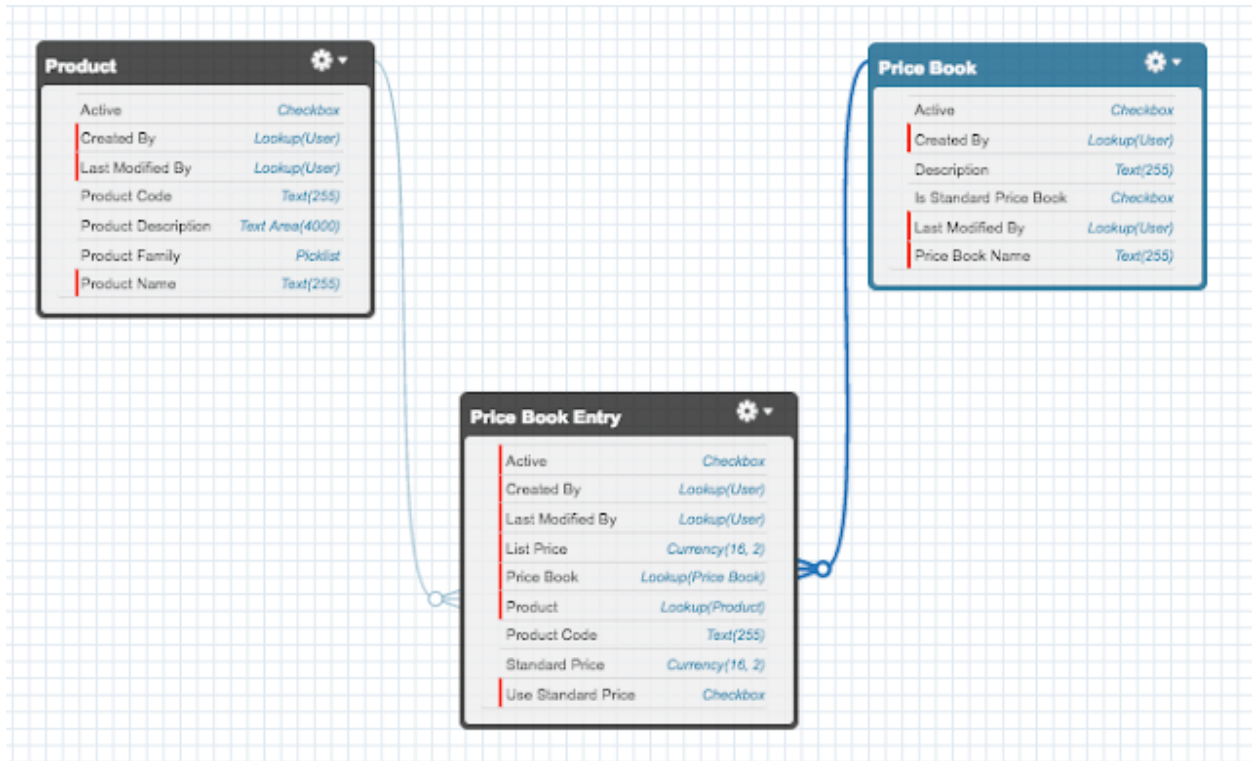 Product
Active Checkbox
Created By Lookup(User)
Last Modified By Lookup(User)
Product Code Text(255)
Product Description Text Area(4000)
Product Family Picklist
Product Name Text(255)
Price Book
Active Checkbox
Created By Lookup(User)
Description Text(255)
Is Standard Price Book Checkbox
Last Modified By Lookup(User)
Price Book Name Text(255)
Price Book Entry
Active Checkbox
Created By Lookup(User)
Last Modified By Lookup(User)
List Price Currency(16, 2)
Price Book Lookup(Price Book)
Product Lookup(Product)
Product Code Text(255)
Standard Price Currency(16, 2)
Use Standard Price Checkbox